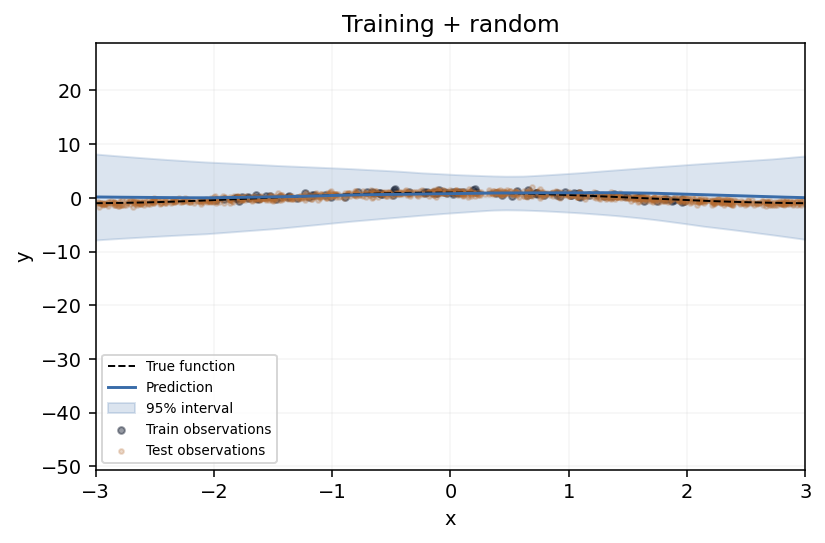 Training + random
20
10
0
−10
−20
−30
−40
−50
y
True function
Prediction
95% interval
Train observations
Test observations
−3
−2
−1
0
1
2
3
x